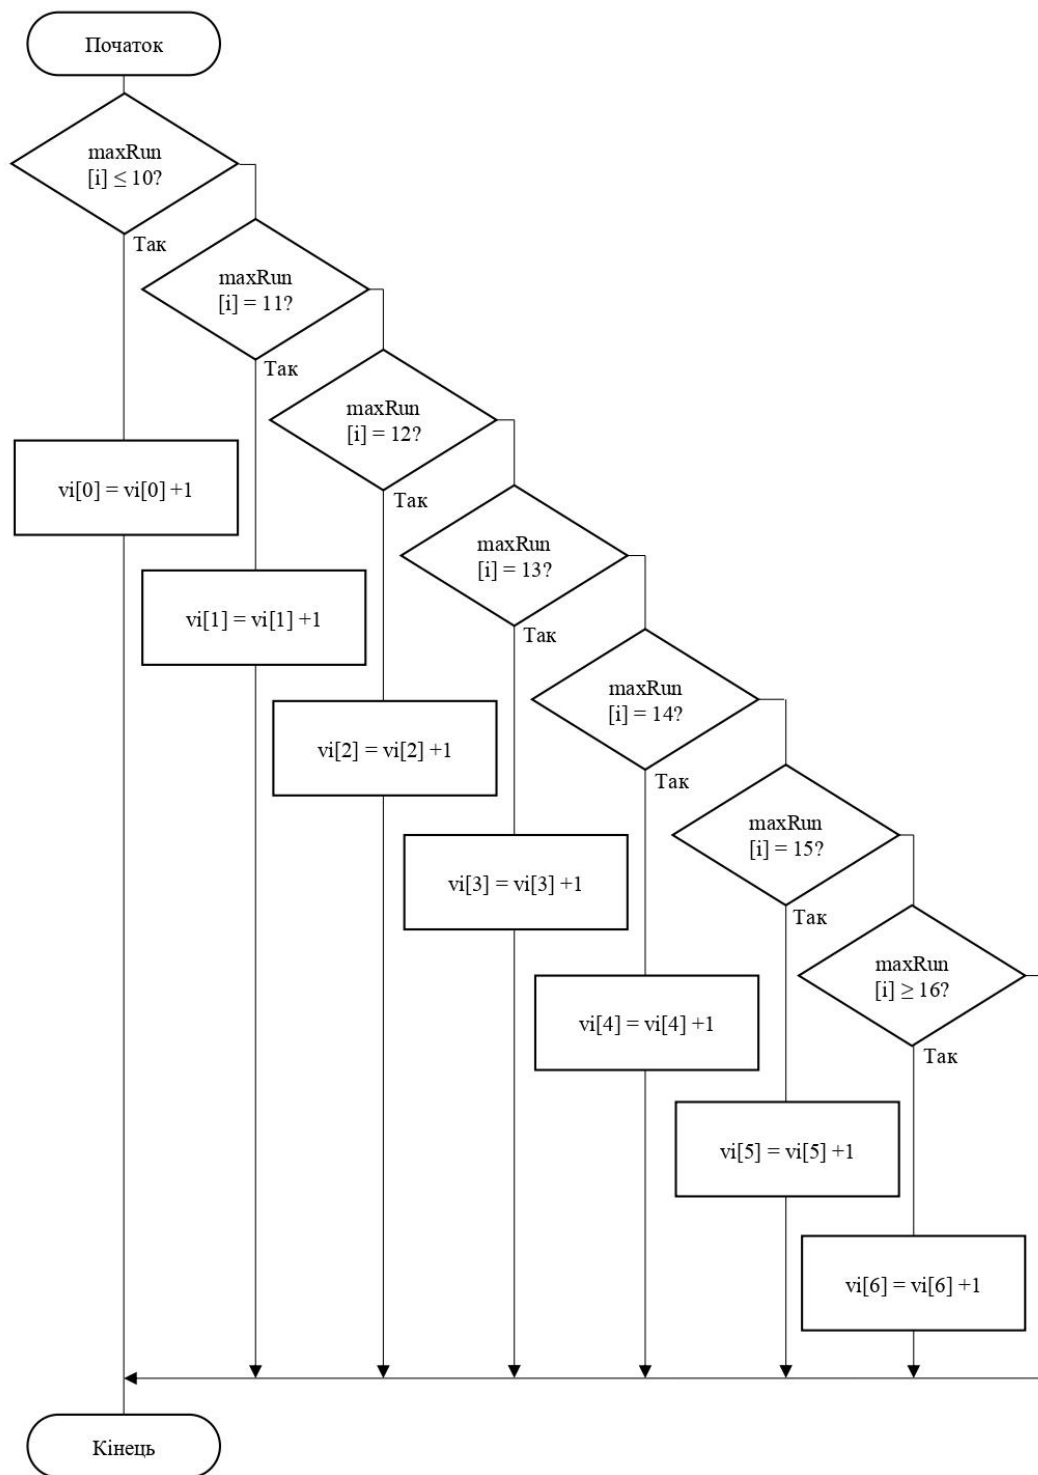 Початок
maxRun
[i] ≤ 10?
Так
maxRun
[i] = 11?
Так
maxRun
[i] = 12?
Так
vi[0] = vi[0] +1
maxRun
[i] = 13?
Так
vi[1] = vi[1] +1
maxRun
[i] = 14?
Так
vi[2] = vi[2] +1
maxRun
[i] = 15?
Так
vi[3] = vi[3] +1
maxRun
[i] ≥ 16?
Так
vi[4] = vi[4] +1
vi[5] = vi[5] +1
vi[6] = vi[6] +1
Кінець